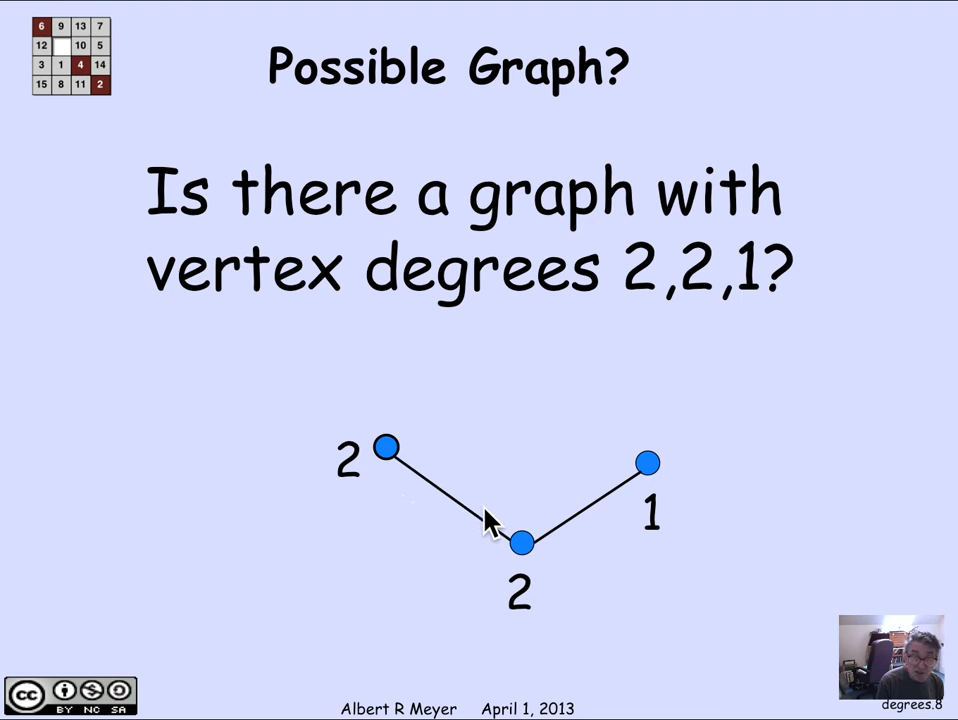 6 9 13 7
12 10 5
3 1 4 14
15 8 11 2
Possible Graph?
Is there a graph with
vertex degrees 2,2,1?
2
1
2
cc
BY NC SA
Albert R Meyer April 1, 2013
degrees.8